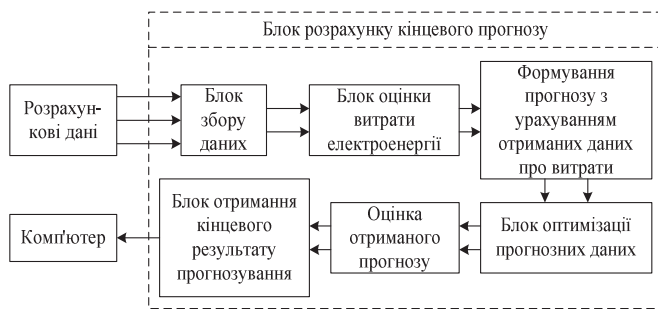 Блок розрахунку кінцевого прогнозу
Розрахун-
кові дані
Блок
збору
даних
Блок оцінки
витрати
електроенергії
Формування
прогнозу з
урахуванням
отриманих даних
про витрати
Блок оптимізації
прогнозних даних
Оцінка
отриманого
прогнозу
Блок отримання
кінцевого
результату
прогнозування
Комп'ютер